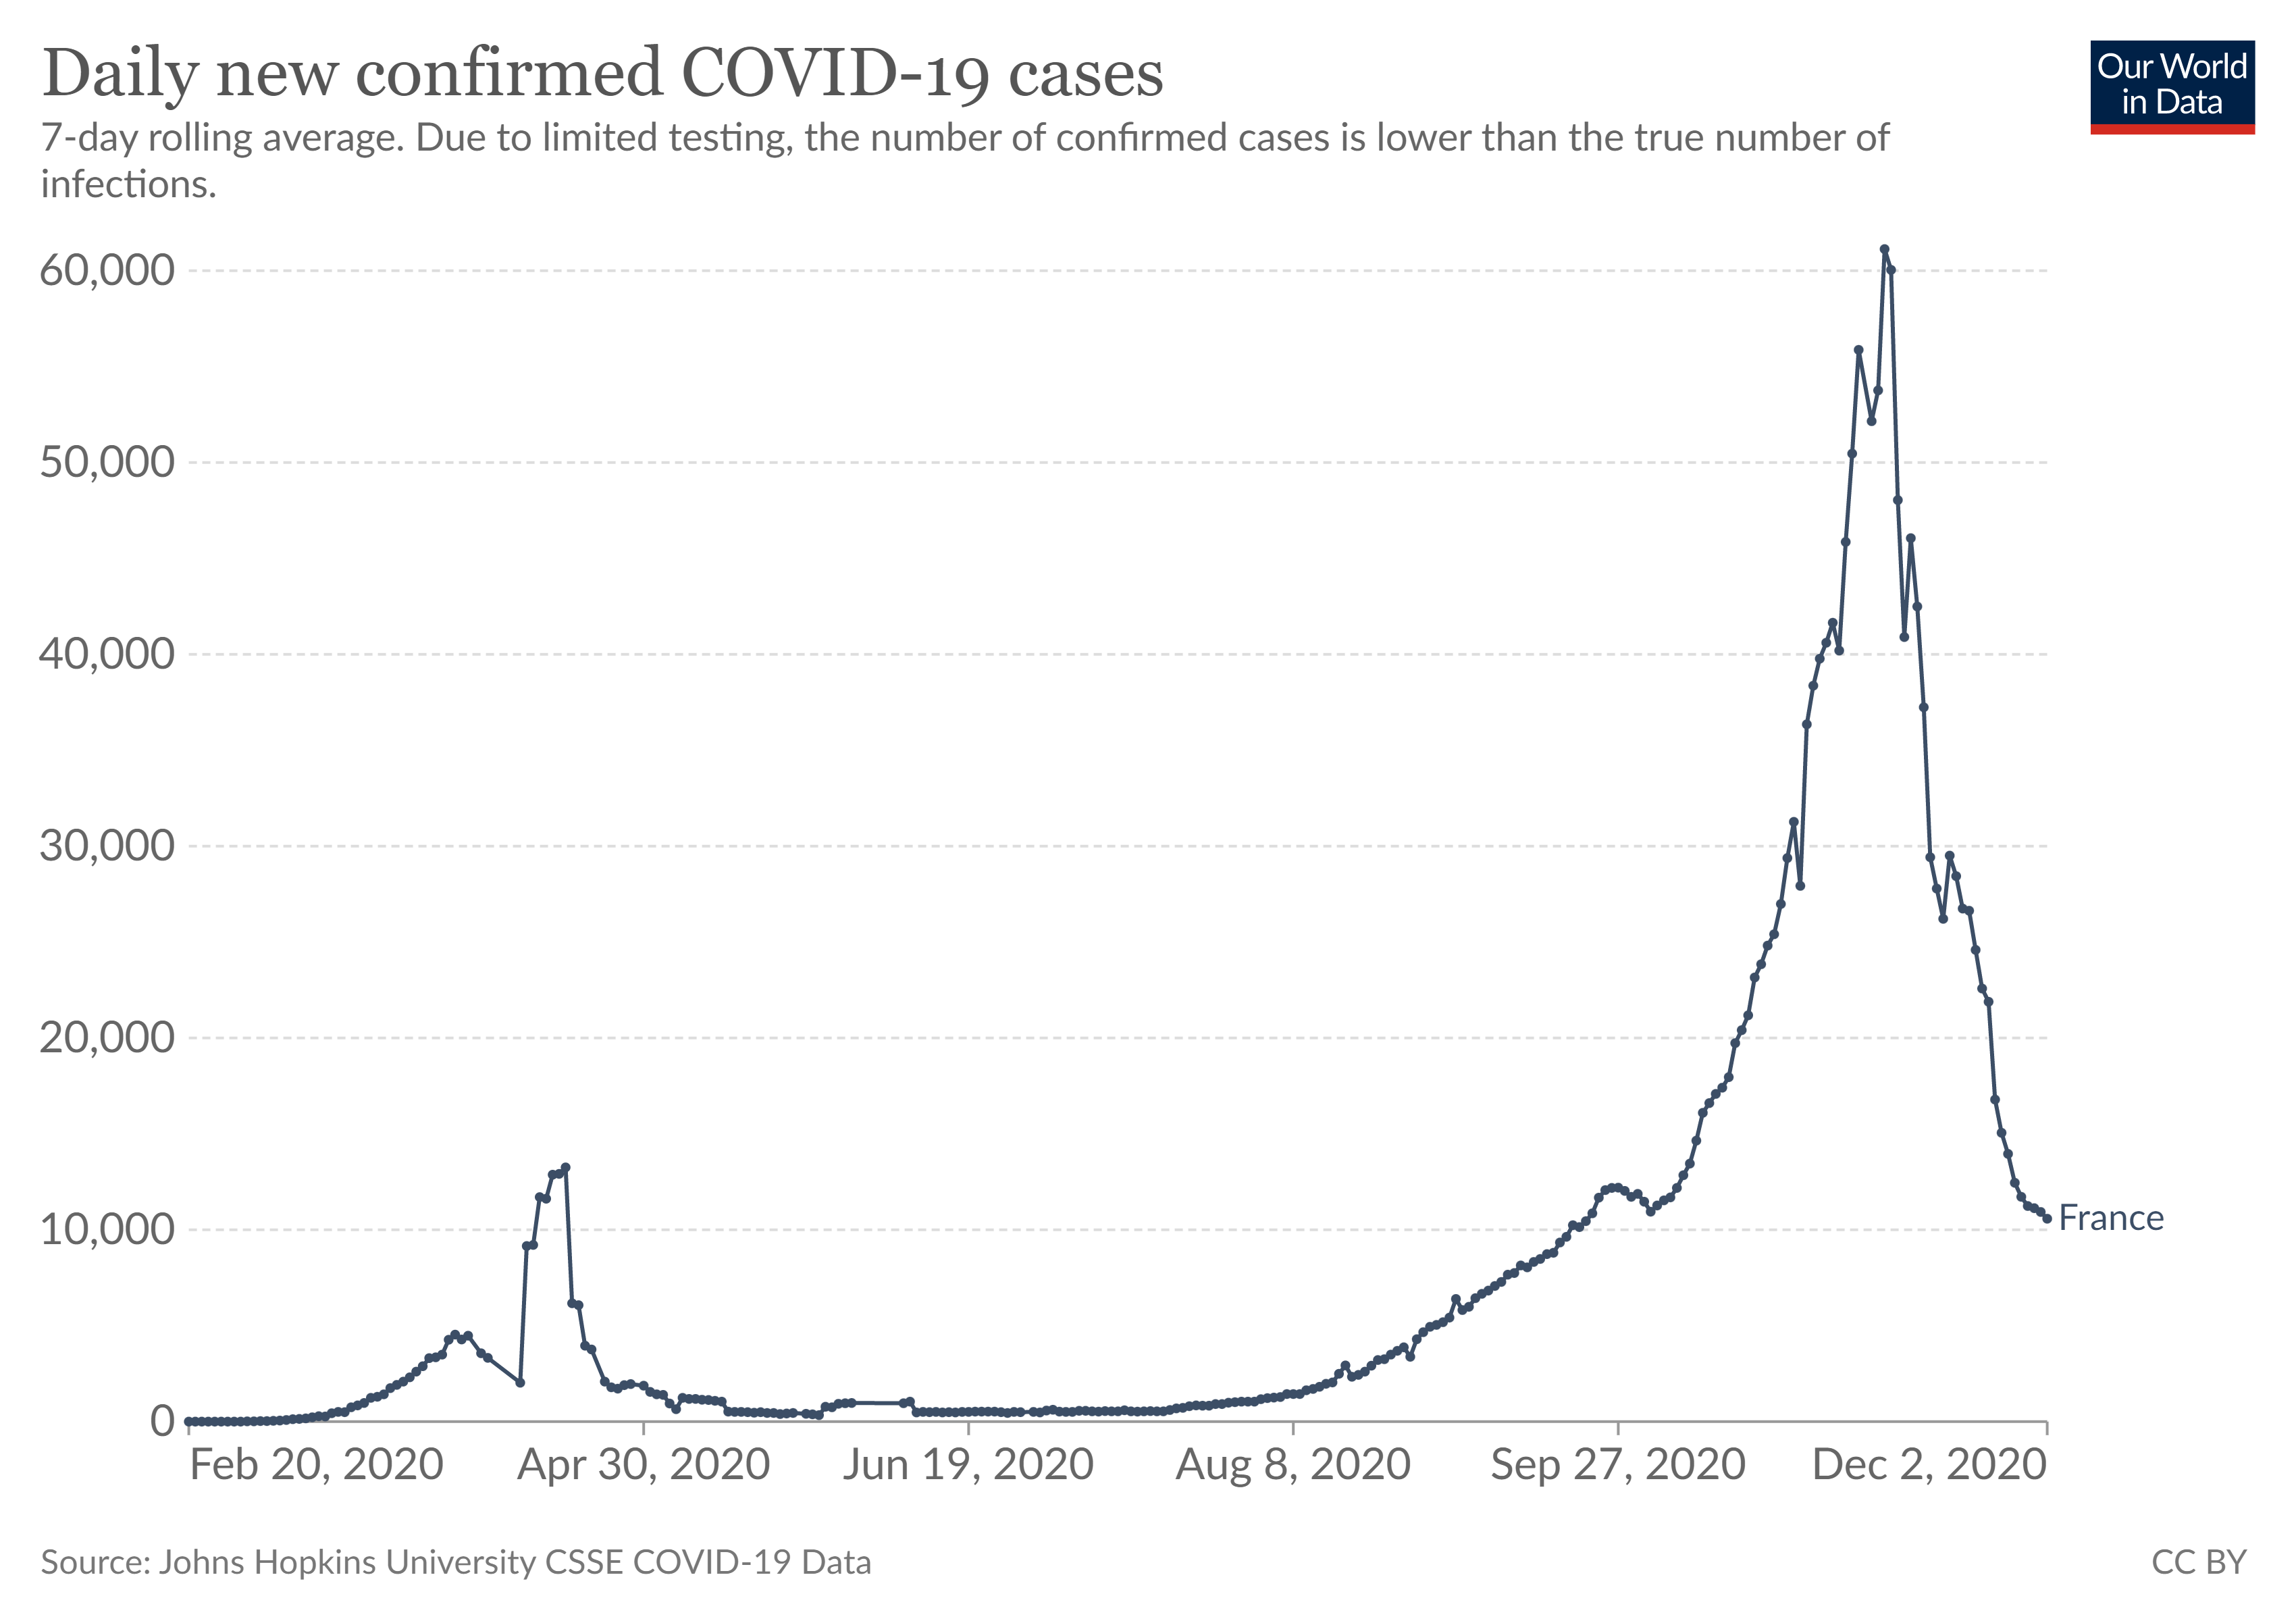 Daily new confirmed COVID-19 cases
Our World
in Data
7-day rolling average. Due to limited testing, the number of confirmed cases is lower than the true number of
infections.
60,000
50,000
40,000
30,000
20,000
10,000
0
France
Feb 20, 2020
Apr 30, 2020
Jun 19, 2020
Aug 8, 2020
Sep 27, 2020
Dec 2, 2020
Source: Johns Hopkins University CSSE COVID-19 Data
CC BY